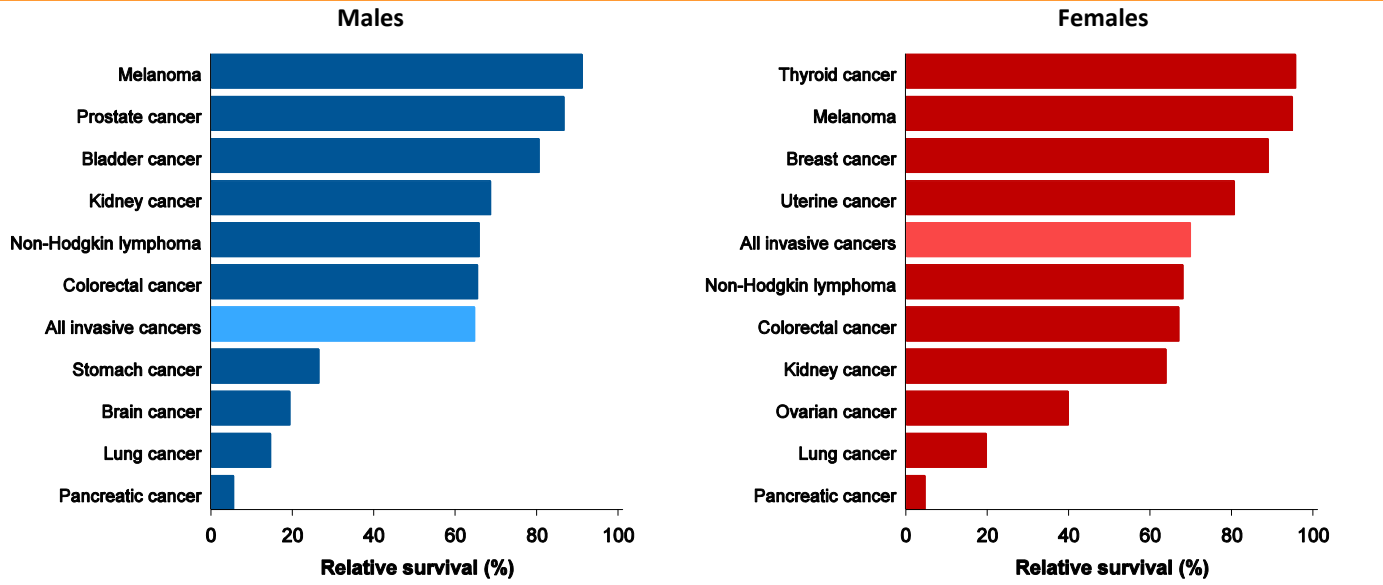 Males
Melanoma
Prostate cancer
Bladder cancer
Kidney cancer
Non-Hodgkin lymphoma
Colorectal cancer
All invasive cancers
Stomach cancer
Brain cancer
Lung cancer
Pancreatic cancer
0 20 40 60 80 100
Relative survival (%)
Females
Thyroid cancer
Melanoma
Breast cancer
Uterine cancer
All invasive cancers
Non-Hodgkin lymphoma
Colorectal cancer
Kidney cancer
Ovarian cancer
Lung cancer
Pancreatic cancer
0 20 40 60 80 100
Relative survival (%)